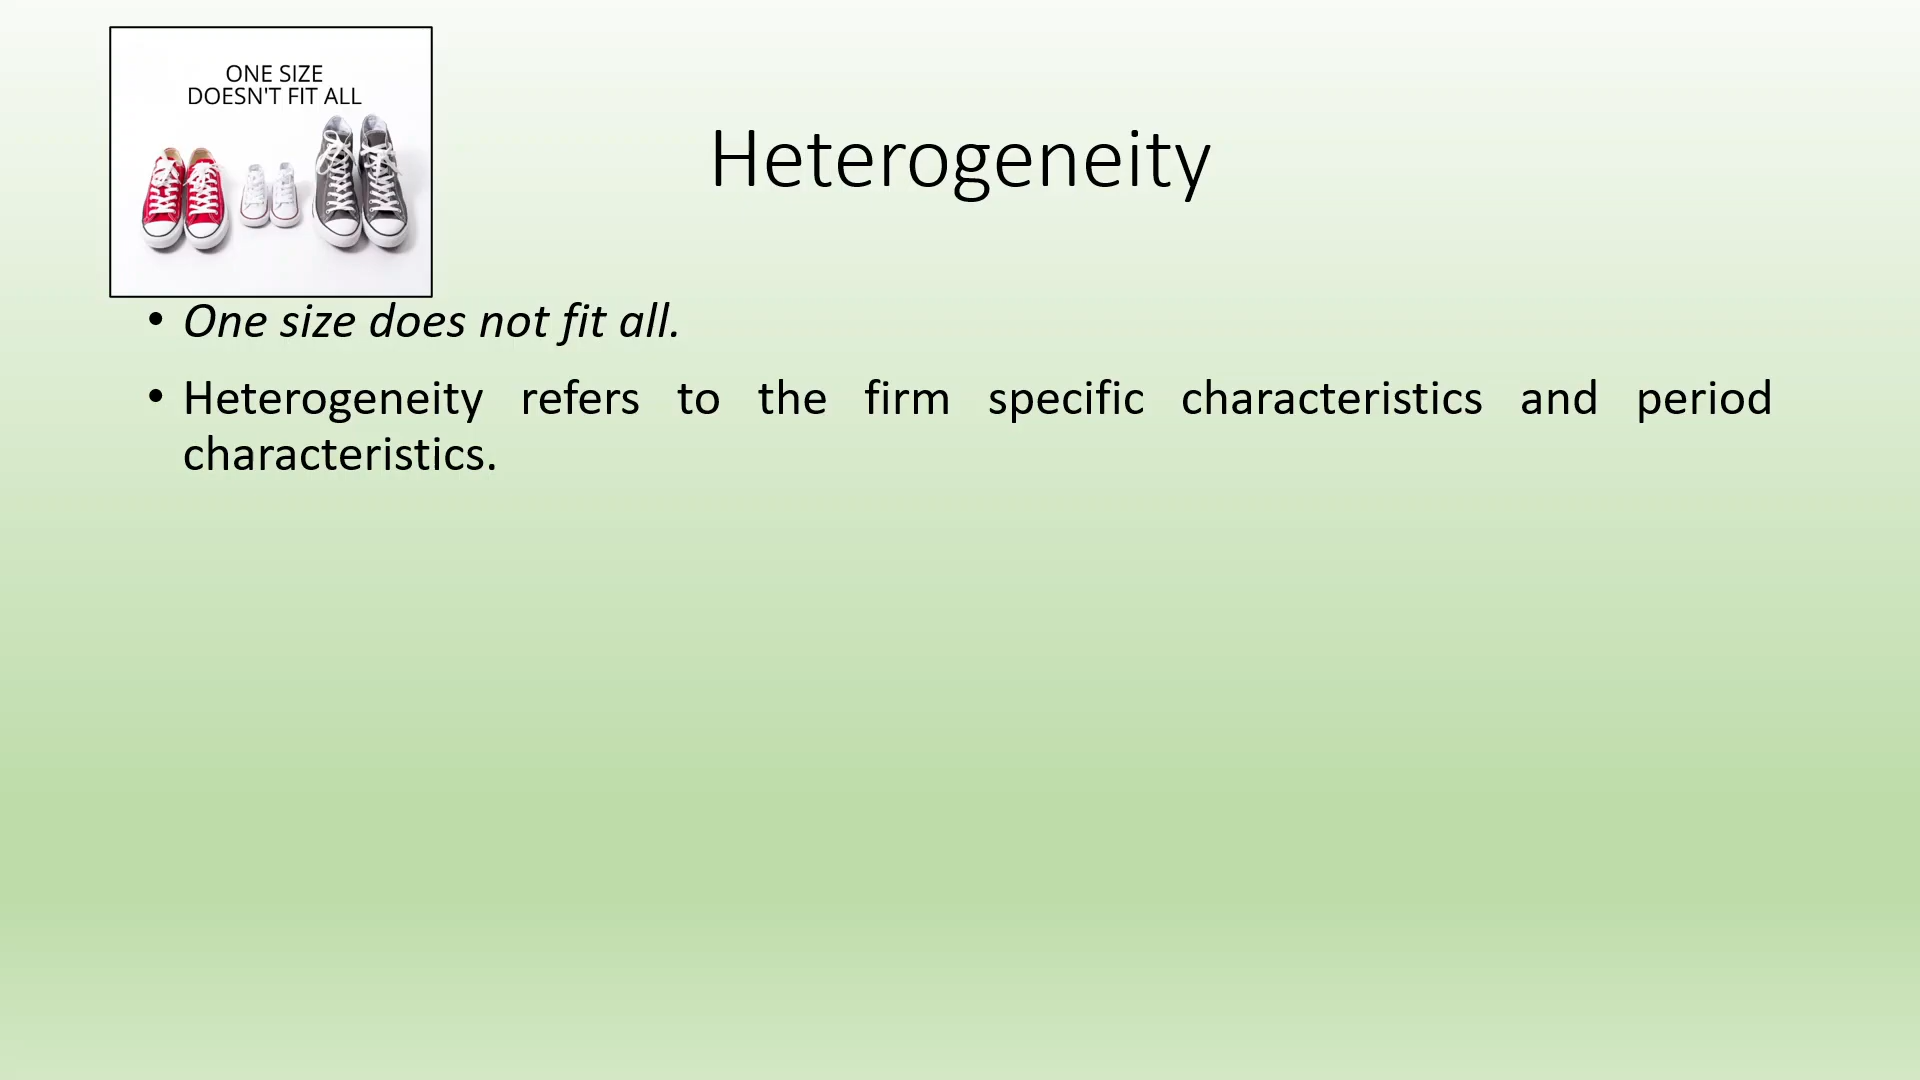 ONE SIZE
DOESN'T FIT ALL
Heterogeneity
• One size does not fit all.
• Heterogeneity refers to the firm specific characteristics and period
characteristics.